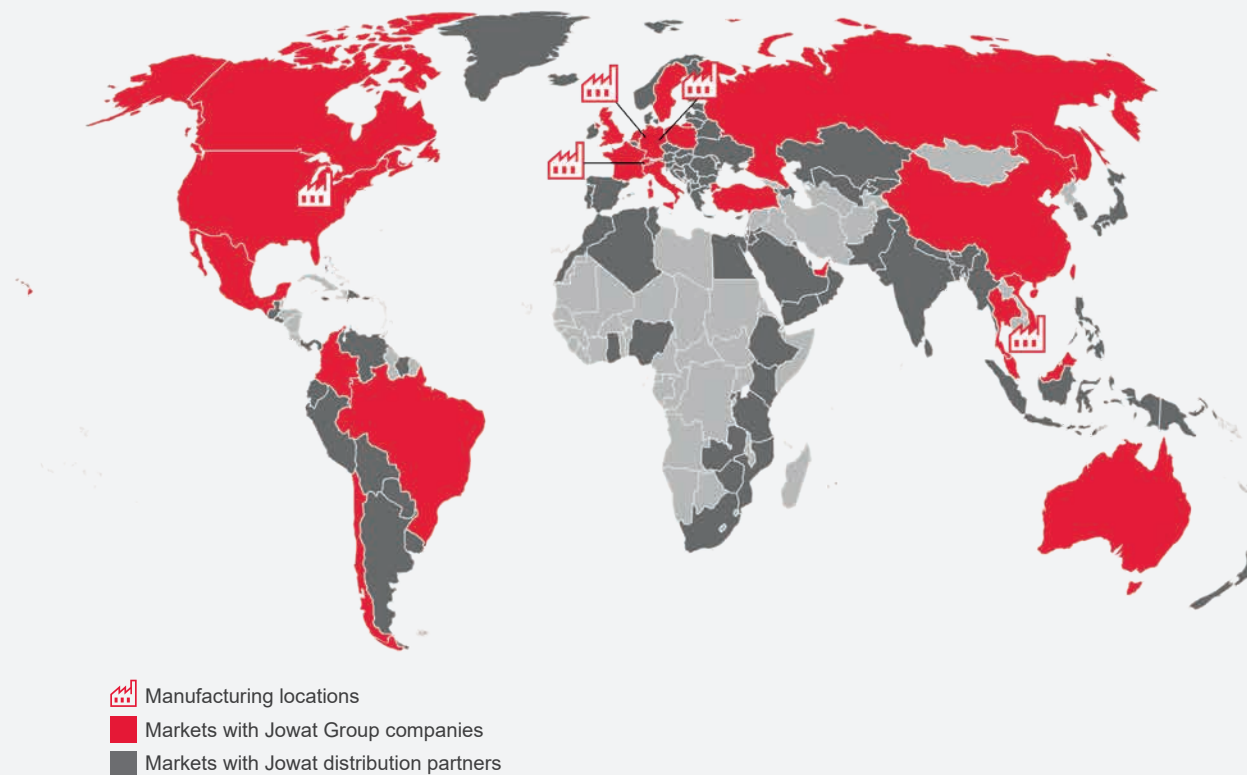 Manufacturing locations
Markets with Jowat Group companies
Markets with Jowat distribution partners